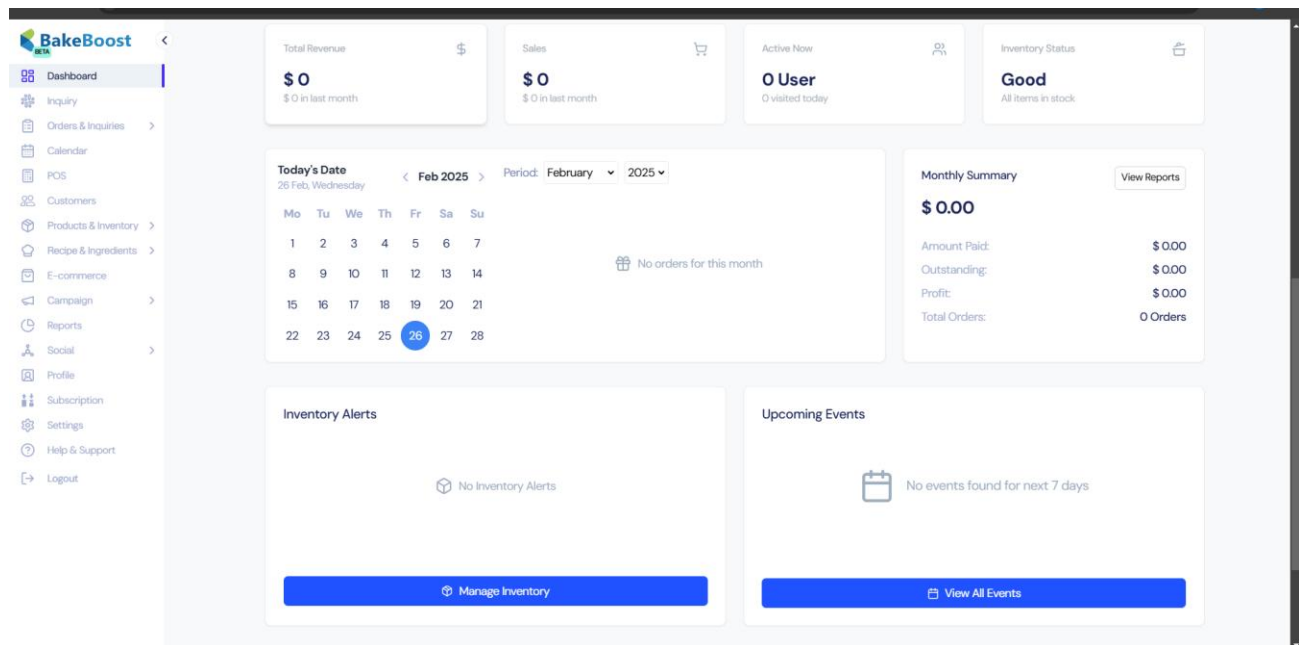 BakeBoost
BETA
Dashboard
Inquiry
Orders & Inquiries
Calendar
POS
Customers
Products & Inventory
Recipe & Ingredients
E-commerce
Campaign
Reports
Social
Profile
Subscription
Settings
Help & Support
Logout
Total Revenue
$ 0
$ 0 in last month
Sales
$ 0
$ 0 in last month
Active Now
0 User
0 visited today
Inventory Status
Good
All items in stock
Today's Date
26 Feb, Wednesday
Feb 2025
Mo Tu We Th Fr Sa Su
1 2 3 4 5 6 7
8 9 10 11 12 13 14
15 16 17 18 19 20 21
22 23 24 25 26 27 28
Period: February 2025
No orders for this month
Monthly Summary
View Reports
$ 0.00
Amount Paid: $ 0.00
Outstanding: $ 0.00
Profit: $ 0.00
Total Orders: 0 Orders
Inventory Alerts
No Inventory Alerts
Manage Inventory
Upcoming Events
No events found for next 7 days
View All Events